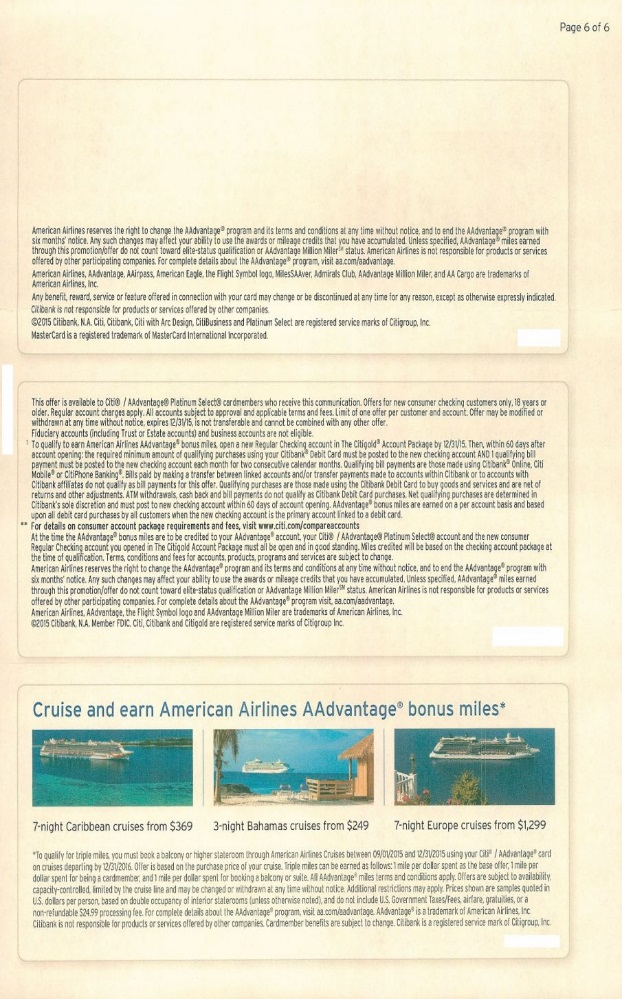 Page 6 of 6
American Airlines reserves the right to change the AAdvantage® program and its terms and conditions at any time without notice, and to end the AAdvantage® program with
six months' notice. Any such changes may affect your ability to use the awards or mileage credits that you have accumulated. Unless specified, AAdvantage® miles earned
through this promotion/offer do not count toward elite-status qualification or AAdvantage Million Miler℠ status. American Airlines is not responsible for products or services
offered by other participating companies. For complete details about the AAdvantage® program, visit aa.com/aadvantage.
American Airlines, AAdvantage, AAirpass, American Eagle, the Flight Symbol logo, MilesSAAver, Admirals Club, AAdvantage Million Miler, and AA Cargo are trademarks of
American Airlines, Inc.
Any benefit, reward, service or feature offered in connection with your card may change or be discontinued at any time for any reason, except as otherwise expressly indicated.
Citibank is not responsible for products or services offered by other companies.
©2015 Citibank, N.A. Citi, Citibank, Citi with Arc Design, CitiBusiness and Platinum Select are registered service marks of Citigroup, Inc.
MasterCard is a registered trademark of MasterCard International Incorporated.
This offer is available to Citi® / AAdvantage® Platinum Select® cardmembers who receive this communication. Offers for new consumer checking customers only, 18 years or
older. Regular account charges apply. All accounts subject to approval and applicable terms and fees. Limit of one offer per customer and account. Offer may be modified or
withdrawn at any time without notice, expires 12/31/15, is not transferable and cannot be combined with any other offer.
Fiduciary accounts (including Trust or Estate accounts) and business accounts are not eligible.
¹ To qualify to earn American Airlines AAdvantage® bonus miles, open a new Regular Checking account in The Citigold® Account Package by 12/31/15. Then, within 60 days after
account opening: the required minimum amount of qualifying purchases using your Citibank® Debit Card must be posted to the new checking account AND 1 qualifying bill
payment must be posted to the new checking account each month for two consecutive calendar months. Qualifying bill payments are those made using Citibank® Online, Citi
Mobile® or CitiPhone Banking®. Bills paid by making a transfer between linked accounts and/or transfer payments made to accounts within Citibank or to accounts with
Citibank affiliates do not qualify as bill payments for this offer. Qualifying purchases are those made using the Citibank Debit Card to buy goods and services and are net of
returns and other adjustments. ATM withdrawals, cash back and bill payments do not qualify as Citibank Debit Card purchases. Net qualifying purchases are determined in
Citibank's sole discretion and must post to new checking account within 60 days of account opening. AAdvantage® bonus miles are earned on a per account basis and based
upon all debit card purchases by all customers when the new checking account is the primary account linked to a debit card.
** For details on consumer account package requirements and fees, visit www.citi.com/compareaccounts
At the time the AAdvantage® bonus miles are to be credited to your AAdvantage® account, your Citi® / AAdvantage® Platinum Select® account and the new consumer
Regular Checking account you opened in The Citigold Account Package must all be open and in good standing. Miles credited will be based on the checking account package at
the time of qualification. Terms, conditions and fees for accounts, products, programs and services are subject to change.
American Airlines reserves the right to change the AAdvantage® program and its terms and conditions at any time without notice, and to end the AAdvantage® program with
six months' notice. Any such changes may affect your ability to use the awards or mileage credits that you have accumulated. Unless specified, AAdvantage® miles earned
through this promotion/offer do not count toward elite-status qualification or AAdvantage Million Miler℠ status. American Airlines is not responsible for products or services
offered by other participating companies. For complete details about the AAdvantage® program visit, aa.com/aadvantage.
American Airlines, AAdvantage, the Flight Symbol logo and AAdvantage Million Miler are trademarks of American Airlines, Inc.
©2015 Citibank, N.A. Member FDIC. Citi, Citibank and Citigold are registered service marks of Citigroup Inc.
Cruise and earn American Airlines AAdvantage® bonus miles*
7-night Caribbean cruises from $369
3-night Bahamas cruises from $249
7-night Europe cruises from $1,299
*To qualify for triple miles, you must book a balcony or higher stateroom through American Airlines Cruises between 09/01/2015 and 12/31/2015 using your Citi® / AAdvantage® card
on cruises departing by 12/31/2016. Offer is based on the purchase price of your cruise. Triple miles can be earned as follows: 1 mile per dollar spent as the base offer, 1 mile per
dollar spent for being a cardmember, and 1 mile per dollar spent for booking a balcony or suite. All AAdvantage® miles terms and conditions apply. Offers are subject to availability,
capacity-controlled, limited by the cruise line and may be changed or withdrawn at any time without notice. Additional restrictions may apply. Prices shown are samples quoted in
U.S. dollars per person, based on double occupancy of interior staterooms (unless otherwise noted), and do not include U.S. Government Taxes/Fees, airfare, gratuities, or a
non-refundable $24.99 processing fee. For complete details about the AAdvantage® program, visit aa.com/aadvantage. AAdvantage® is a trademark of American Airlines, Inc.
Citibank is not responsible for products or services offered by other companies. Cardmember benefits are subject to change. Citibank is a registered service mark of Citigroup, Inc.